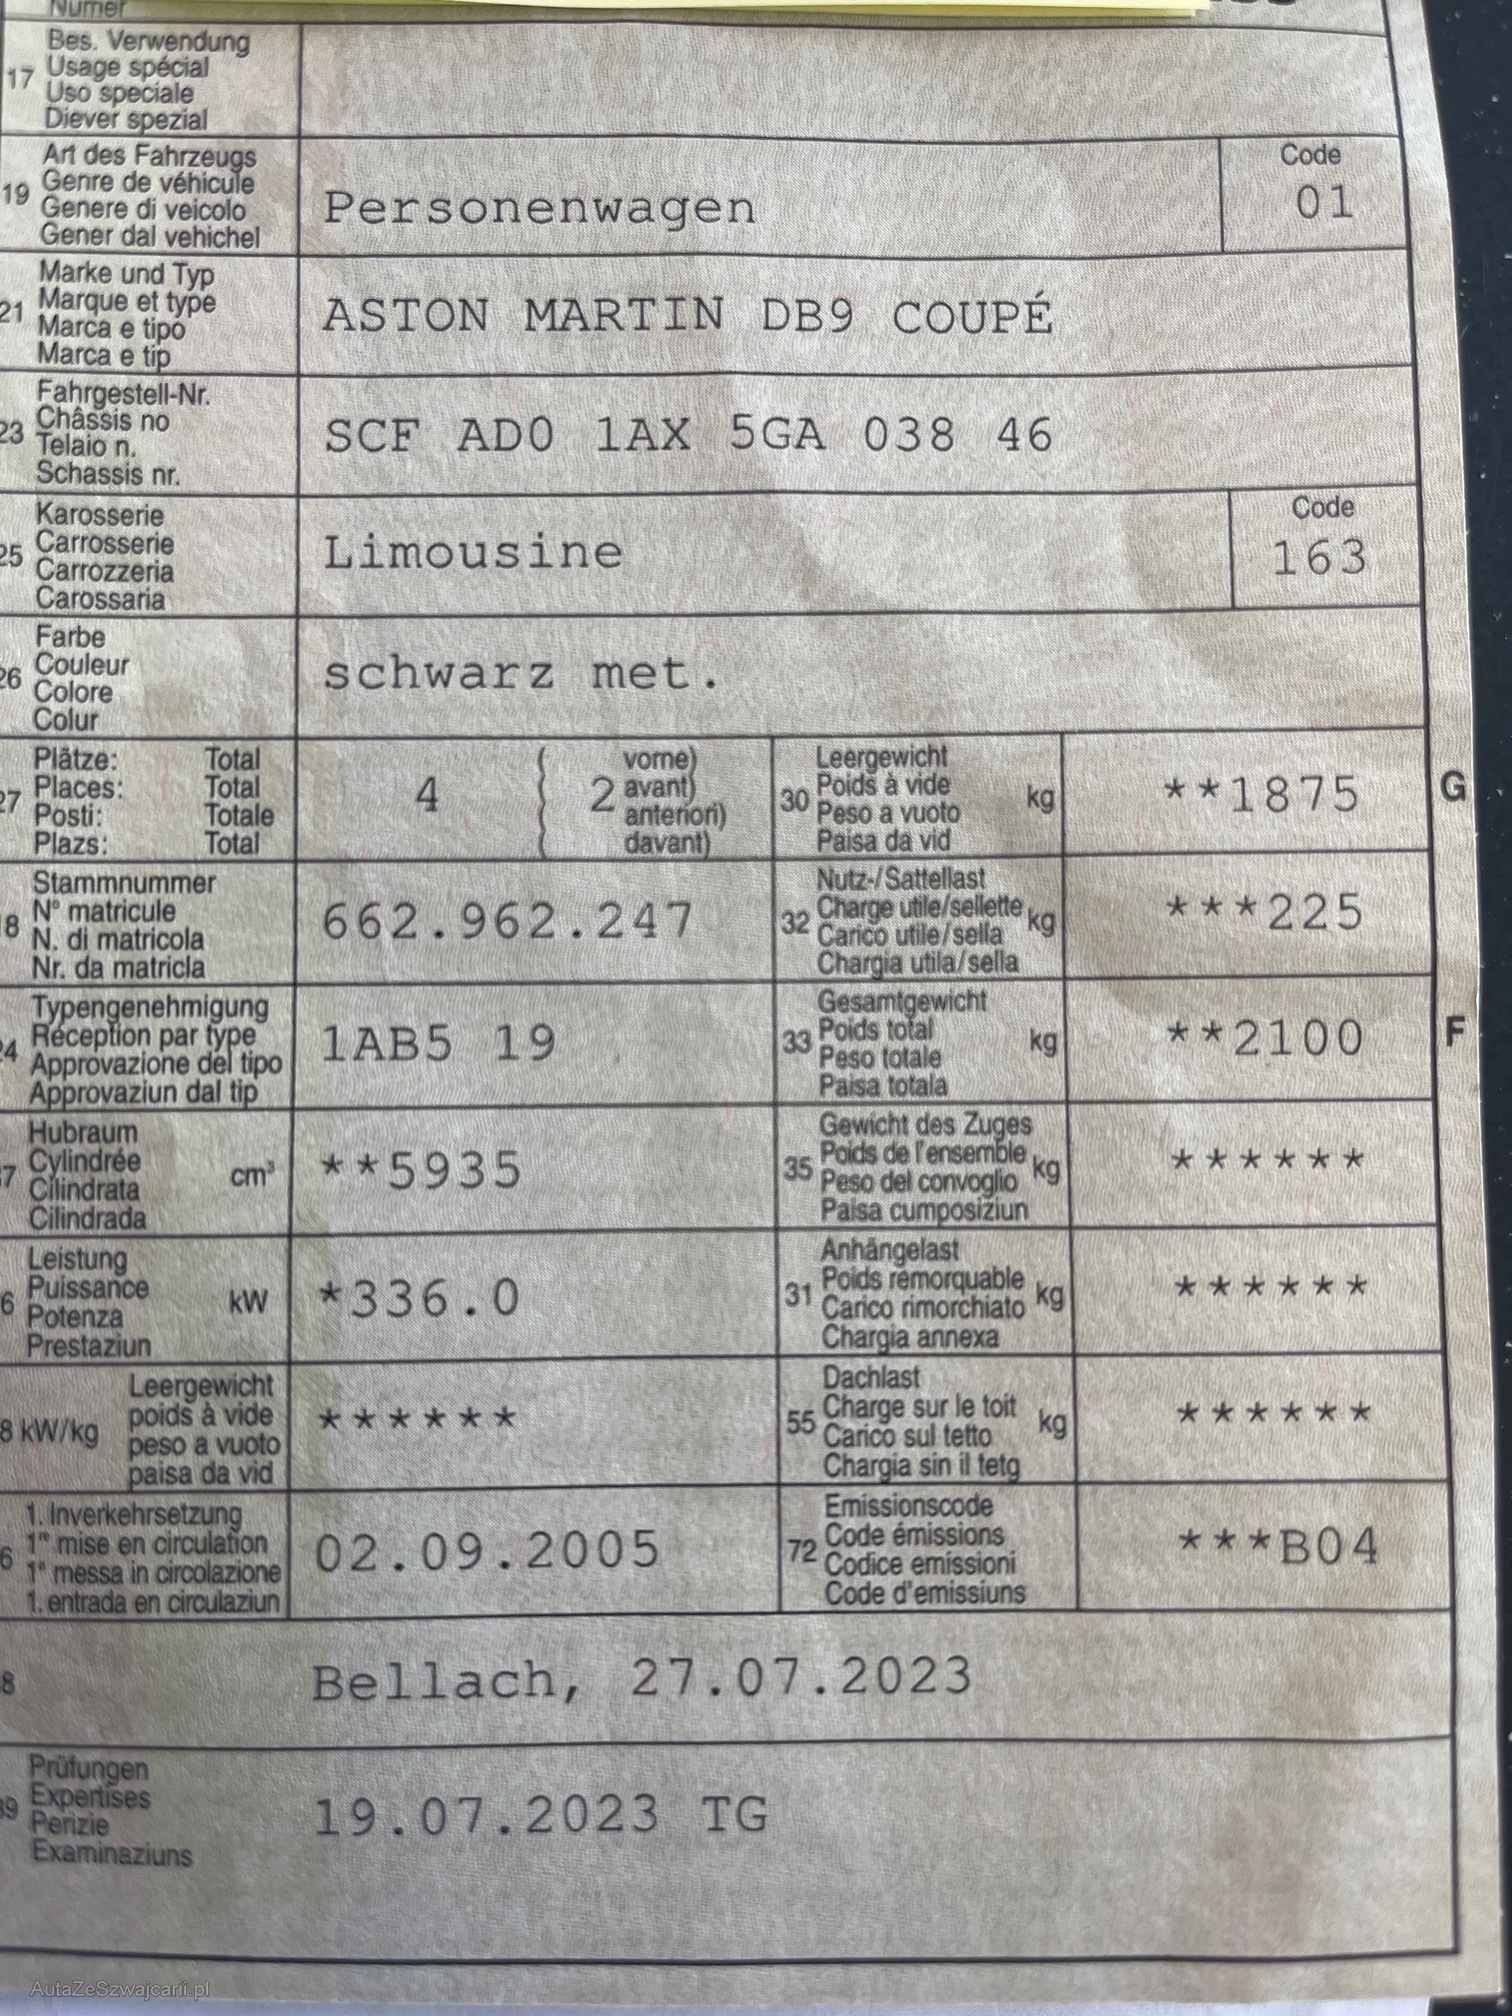 Numer
Bes. Verwendung
17 Usage spécial
Uso speciale
Diever spezial
Art des Fahrzeugs
19 Genre de véhicule
Genere di veicolo
Gener dal vehichel
Personenwagen
Code
01
Marke und Typ
21 Marque et type
Marca e tipo
Marca e tip
ASTON MARTIN DB9 COUPÉ
Fahrgestell-Nr.
23 Châssis no
Telaio n.
Schassis nr.
SCF AD0 1AX 5GA 038 46
Karosserie
25 Carrosserie
Carrozzeria
Carossaria
Limousine
Code
163
Farbe
26 Couleur
Colore
Colur
schwarz met.
Plätze: Total
27 Places: Total
Posti: Totale
Plazs: Total
4 ( 2 vorne)
avant)
anteriori)
davant)
Leergewicht
30 Poids à vide kg
Peso a vuoto
Paisa da vid
**1875
G
Stammnummer
8 N° matricule
N. di matricola
Nr. da matricla
662.962.247
Nutz-/Sattellast
32 Charge utile/sellette kg
Carico utile/sella
Chargia utila/sella
***225
Typengenehmigung
24 Réception par type
Approvazione del tipo
Approvaziun dal tip
1AB5 19
Gesamtgewicht
33 Poids total kg
Peso totale
Paisa totala
**2100
F
Hubraum
7 Cylindrée cm³
Cilindrata
Cilindrada
**5935
Gewicht des Zuges
35 Poids de l'ensemble kg
Peso del convoglio
Paisa cumposiziun
******
Leistung
6 Puissance kW
Potenza
Prestaziun
*336.0
Anhängelast
31 Poids remorquable kg
Carico rimorchiato
Chargia annexa
******
Leergewicht
8 kW/kg poids à vide
peso a vuoto
paisa da vid
******
Dachlast
55 Charge sur le toit kg
Carico sul tetto
Chargia sin il tetg
******
1. Inverkehrsetzung
6 1re mise en circulation
1a messa in circolazione
1. entrada en circulaziun
02.09.2005
Emissionscode
72 Code émissions
Codice emissioni
Code d'emissiuns
***B04
8 Bellach, 27.07.2023
Prüfungen
39 Expertises
Perizie
Examinaziuns
19.07.2023 TG
AutaZeSzwajcarii.pl